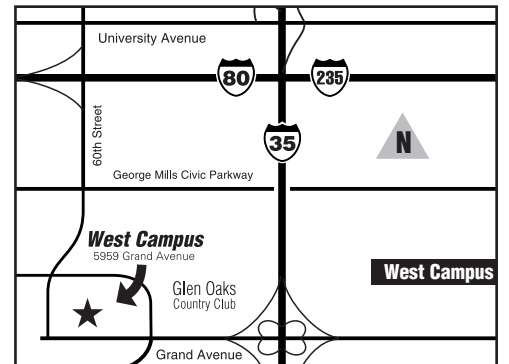 University Avenue
80
235
60th Street
35
N
George Mills Civic Parkway
West Campus
5959 Grand Avenue
West Campus
Glen Oaks
Country Club
Grand Avenue